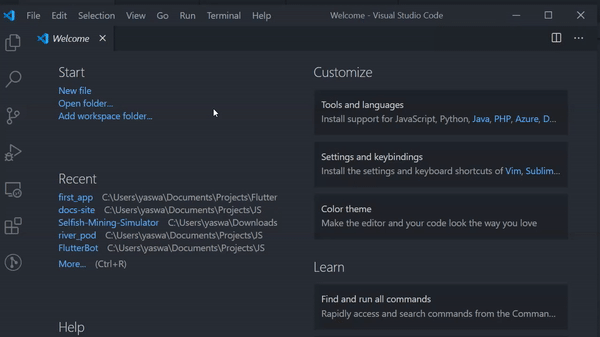 File Edit Selection View Go Run Terminal Help Welcome - Visual Studio Code
Welcome
Start
New file
Open folder...
Add workspace folder...
Recent
first_app C:\Users\yaswa\Documents\Projects\Flutter
docs-site C:\Users\yaswa\Documents\Projects\JS
Selfish-Mining-Simulator C:\Users\yaswa\Downloads
river_pod C:\Users\yaswa\Documents\Projects\JS
FlutterBot C:\Users\yaswa\Documents\Projects\JS
More... (Ctrl+R)
Help
Customize
Tools and languages
Install support for JavaScript, Python, Java, PHP, Azure, D...
Settings and keybindings
Install the settings and keyboard shortcuts of Vim, Sublim...
Color theme
Make the editor and your code look the way you love
Learn
Find and run all commands
Rapidly access and search commands from the Comman...